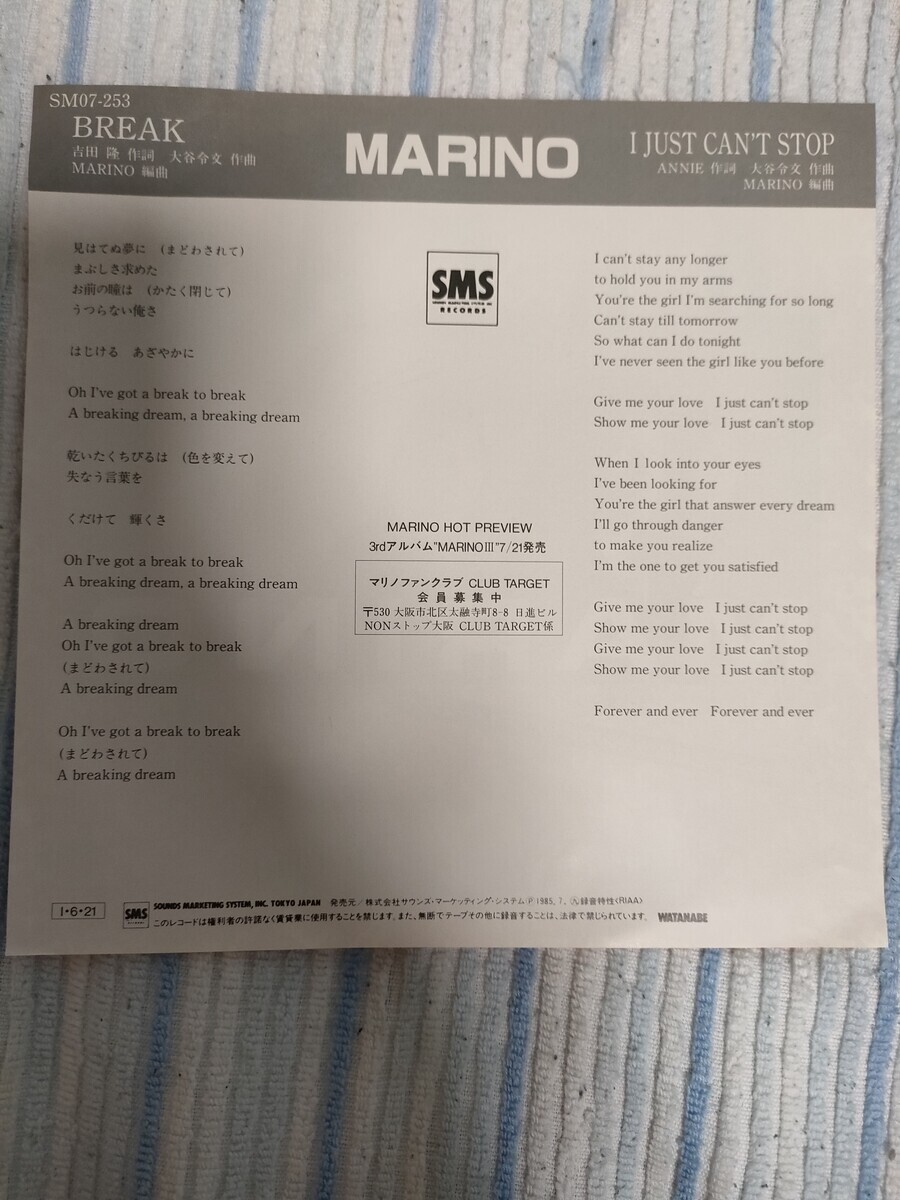 SM07-253
BREAK
吉田 隆 作詞 大谷令文 作曲
MARINO 編曲
MARINO
I JUST CAN'T STOP
ANNIE 作詞 大谷令文 作曲
MARINO 編曲
見はてぬ夢に (まどわされて)
まぶしさ求めた
お前の瞳は (かたく閉じて)
うつらない俺さ
はじける あざやかに
Oh I've got a break to break
A breaking dream, a breaking dream
乾いたくちびるは (色を変えて)
失なう言葉を
くだけて 輝くさ
Oh I've got a break to break
A breaking dream, a breaking dream
A breaking dream
Oh I've got a break to break
(まどわされて)
A breaking dream
Oh I've got a break to break
(まどわされて)
A breaking dream
SMS
RECORDS
MARINO HOT PREVIEW
3rdアルバム"MARINOIII"7/21発売
マリノファンクラブ CLUB TARGET
会員募集中
〒530 大阪市北区太融寺町8-8 日進ビル
NONストップ大阪 CLUB TARGET係
I can't stay any longer
to hold you in my arms
You're the girl I'm searching for so long
Can't stay till tomorrow
So what can I do tonight
I've never seen the girl like you before
Give me your love I just can't stop
Show me your love I just can't stop
When I look into your eyes
I've been looking for
You're the girl that answer every dream
I'll go through danger
to make you realize
I'm the one to get you satisfied
Give me your love I just can't stop
Show me your love I just can't stop
Give me your love I just can't stop
Show me your love I just can't stop
Forever and ever Forever and ever
I·6·21
SMS
SOUNDS MARKETING SYSTEM, INC. TOKYO JAPAN 発売元/株式会社サウンズ・マーケッティング・システム Ⓟ1985, 7, 録音特性〈RIAA〉
このレコードは権利者の許諾なく賃貸業に使用することを禁じます。また、無断でテープその他に録音することは、法律で禁じられています。 WATANABE